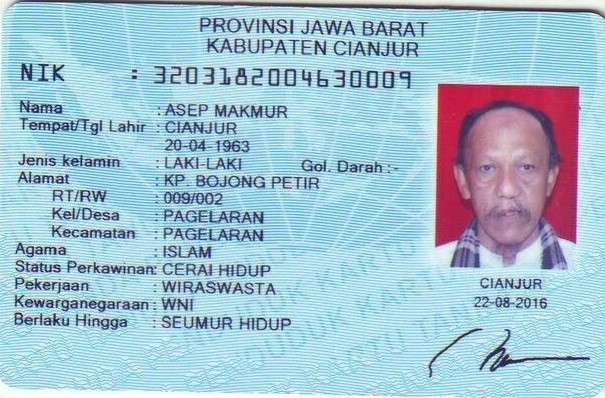 PROVINSI JAWA BARAT
KABUPATEN CIANJUR
NIK : 3203182004630009
Nama : ASEP MAKMUR
Tempat/Tgl Lahir : CIANJUR
20-04-1963
Jenis kelamin : LAKI-LAKI Gol. Darah :-
Alamat : KP. BOJONG PETIR
RT/RW : 009/002
Kel/Desa : PAGELARAN
Kecamatan : PAGELARAN
Agama : ISLAM
Status Perkawinan: CERAI HIDUP
Pekerjaan : WIRASWASTA
Kewarganegaraan : WNI
Berlaku Hingga : SEUMUR HIDUP
CIANJUR
22-08-2016